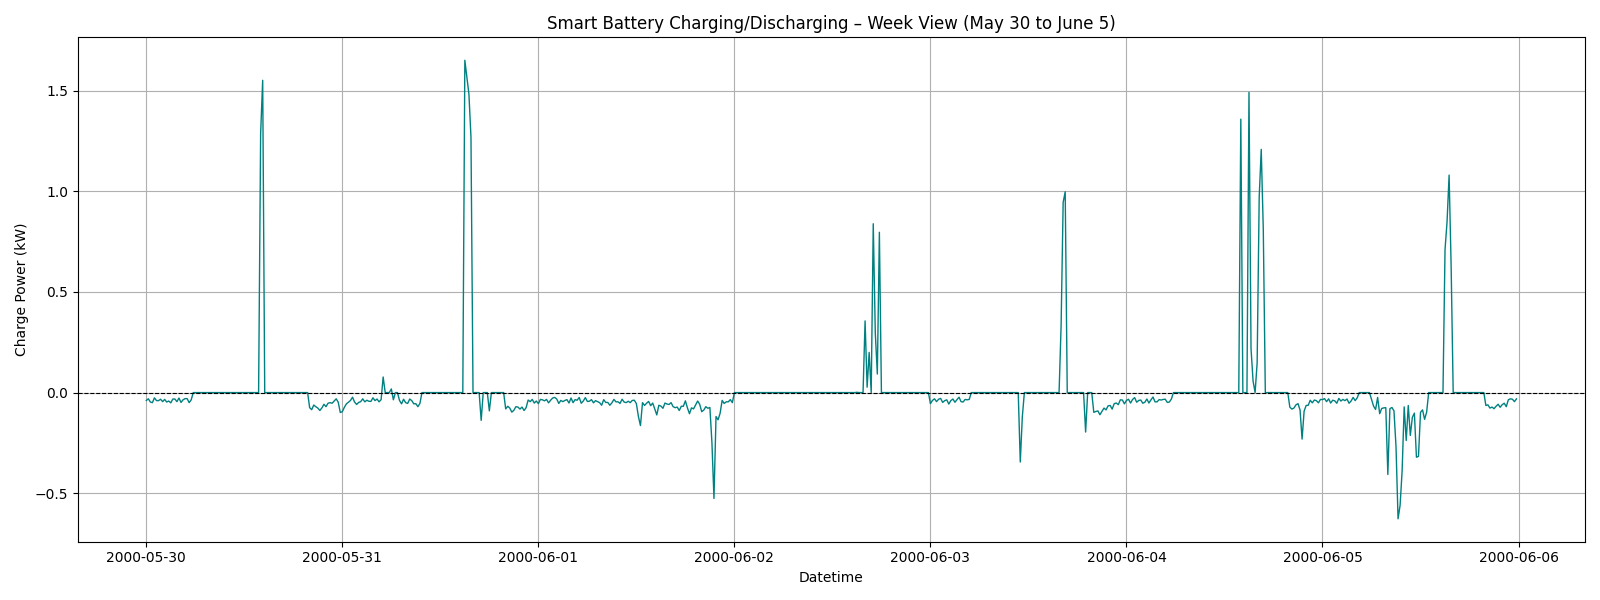 Smart Battery Charging/Discharging – Week View (May 30 to June 5)
Charge Power (kW)
1.5
1.0
0.5
0.0
−0.5
2000-05-30 2000-05-31 2000-06-01 2000-06-02 2000-06-03 2000-06-04 2000-06-05 2000-06-06
Datetime